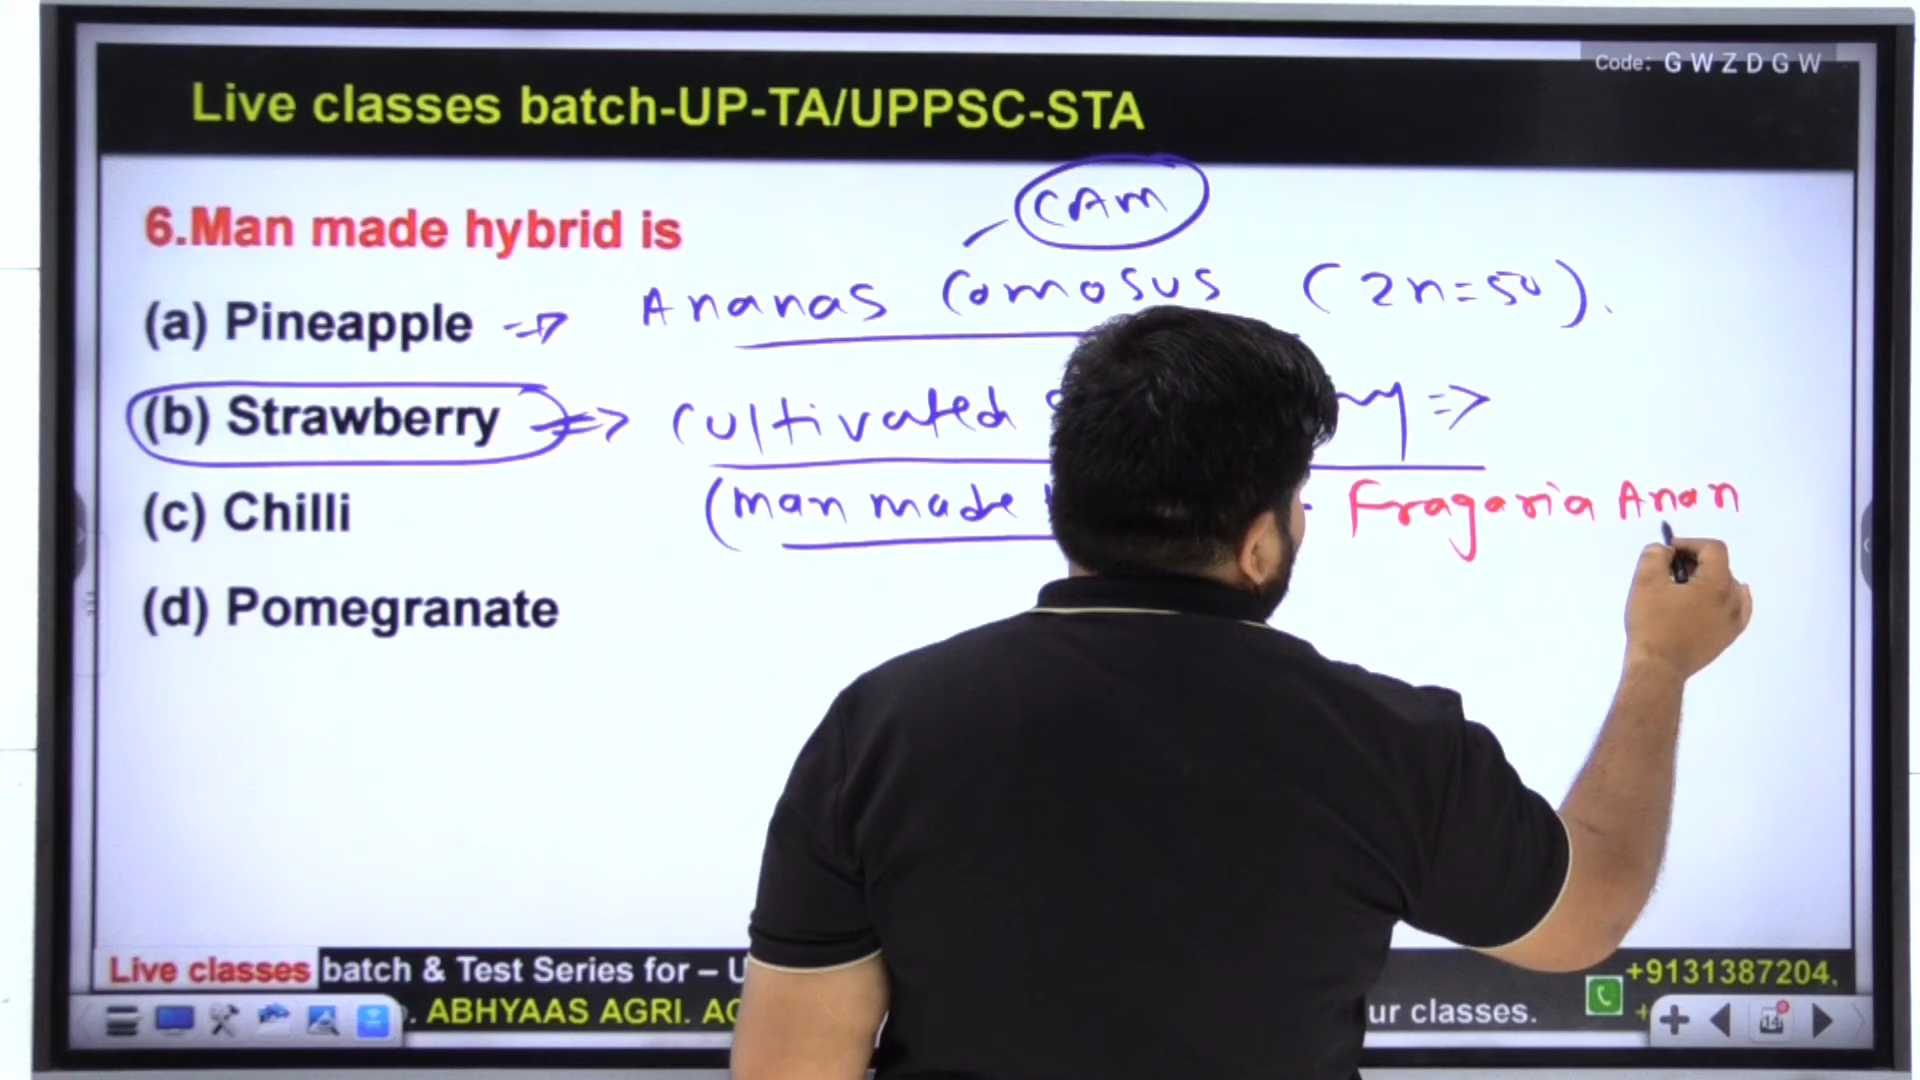 Code: GWZDGW
Live classes batch-UP-TA/UPPSC-STA
CAM
6.Man made hybrid is
(a) Pineapple ⇒ Ananas Comosus (2n=50).
(b) Strawberry ⇒ Cultivated ⇒
(man made Fragaria Anan
(c) Chilli
(d) Pomegranate
Live classes batch & Test Series for –
+9131387204,
. ABHYAAS AGRI. ur classes.
14